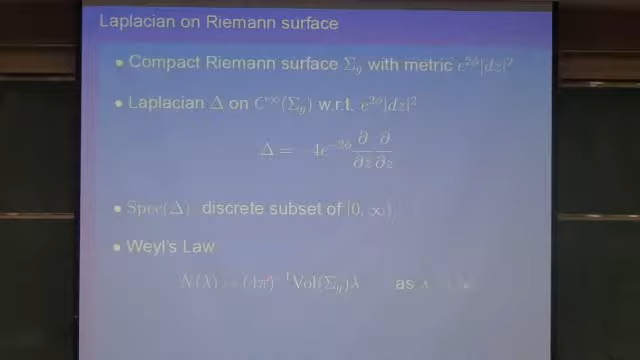 Laplacian on Riemann surface
• Compact Riemann surface Σ_g with metric e^{2ϕ}|dz|^2
• Laplacian Δ on C^∞(Σ_g) w.r.t. e^{2ϕ}|dz|^2
Δ = −4e^{−2ϕ} ∂/∂z ∂/∂z
• Spec(Δ) discrete subset of [0, ∞)
• Weyl's Law
N(λ) (4π)^{-1}Vol(Σ_g)λ as λ